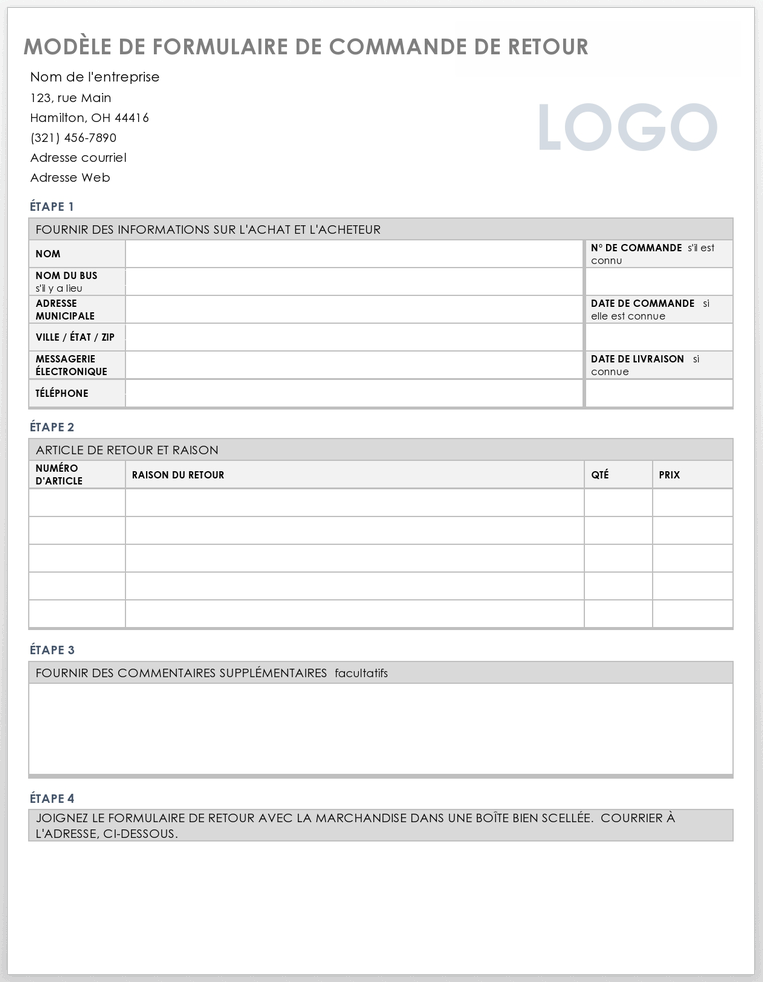 MODÈLE DE FORMULAIRE DE COMMANDE DE RETOUR
Nom de l'entreprise
123, rue Main
Hamilton, OH 44416
(321) 456-7890
Adresse courriel
Adresse Web
LOGO
ÉTAPE 1
FOURNIR DES INFORMATIONS SUR L'ACHAT ET L'ACHETEUR
NOM
N° DE COMMANDE s'il est
connu
NOM DU BUS
s'il y a lieu
ADRESSE
MUNICIPALE
DATE DE COMMANDE si
elle est connue
VILLE / ÉTAT / ZIP
MESSAGERIE
ÉLECTRONIQUE
DATE DE LIVRAISON si
connue
TÉLÉPHONE
ÉTAPE 2
ARTICLE DE RETOUR ET RAISON
NUMÉRO
D'ARTICLE
RAISON DU RETOUR
QTÉ
PRIX
ÉTAPE 3
FOURNIR DES COMMENTAIRES SUPPLÉMENTAIRES facultatifs
ÉTAPE 4
JOIGNEZ LE FORMULAIRE DE RETOUR AVEC LA MARCHANDISE DANS UNE BOÎTE BIEN SCELLÉE. COURRIER À
L'ADRESSE, CI-DESSOUS.